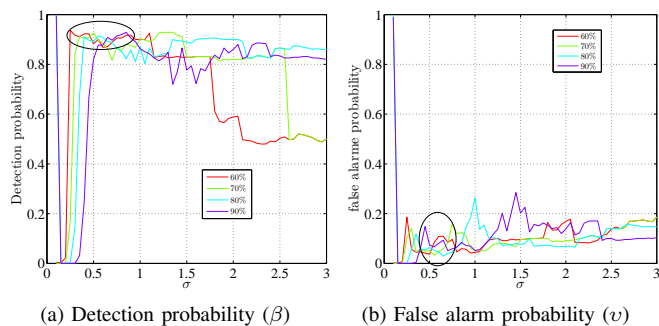 Detection probability
1
0.8
0.6
0.4
0.2
0
0 0.5 1 1.5 2 2.5 3
σ
60%
70%
80%
90%
(a) Detection probability (β)
false alarme probability
1
0.8
0.6
0.4
0.2
0
0 0.5 1 1.5 2 2.5 3
σ
60%
70%
80%
90%
(b) False alarm probability (υ)